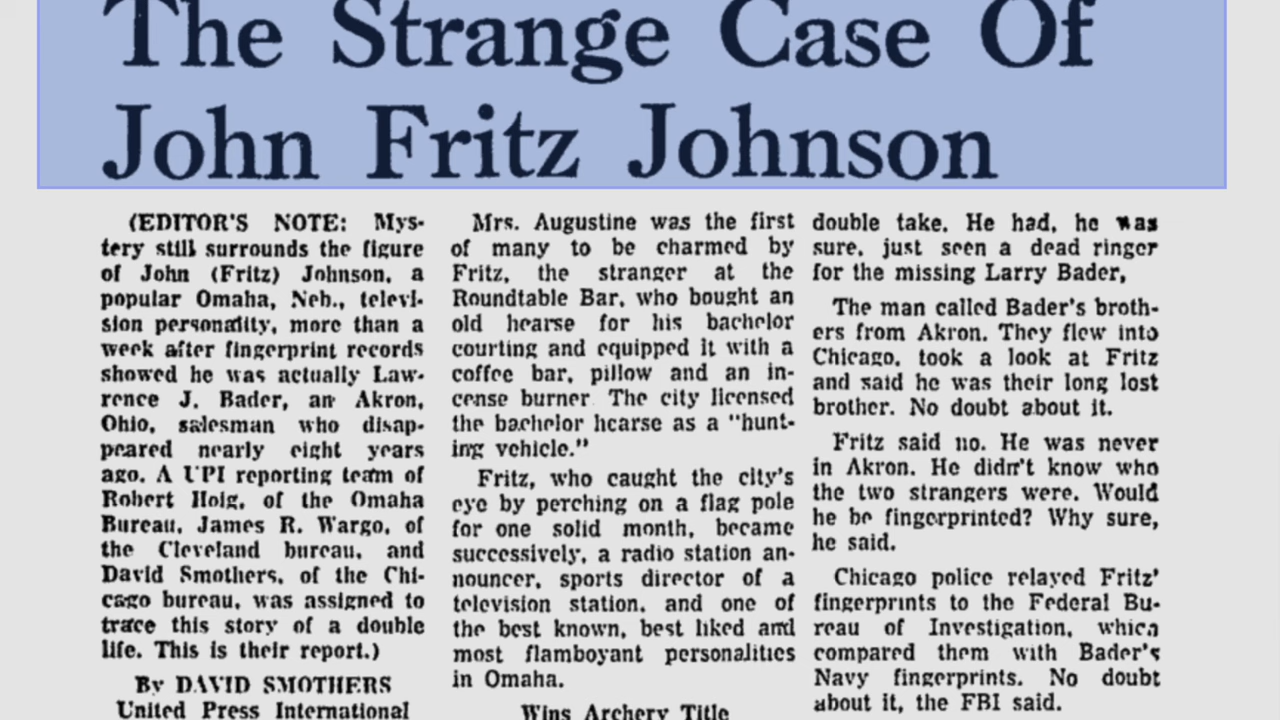 The Strange Case Of
John Fritz Johnson
(EDITOR'S NOTE: Mys-
tery still surrounds the figure
of John (Fritz) Johnson, a
popular Omaha, Neb., televi-
sion personality, more than a
week after fingerprint records
showed he was actually Law-
rence J. Bader, an Akron,
Ohio, salesman who disap-
peared nearly eight years
ago. A UPI reporting team of
Robert Hoig, of the Omaha
Bureau, James R. Wargo, of
the Cleveland bureau, and
David Smothers, of the Chi-
cago bureau, was assigned to
trace this story of a double
life. This is their report.)
By DAVID SMOTHERS
United Press International
Mrs. Augustine was the first
of many to be charmed by
Fritz, the stranger at the
Roundtable Bar, who bought an
old hearse for his bachelor
courting and equipped it with a
coffee bar, pillow and an in-
cense burner. The city licensed
the bachelor hearse as a "hunt-
ing vehicle."
Fritz, who caught the city's
eye by perching on a flag pole
for one solid month, became
successively, a radio station an-
nouncer, sports director of a
television station, and one of
the best known, best liked and
most flamboyant personalities
in Omaha.
Wins Archery Title
double take. He had, he was
sure, just seen a dead ringer
for the missing Larry Bader,
The man called Bader's broth-
ers from Akron. They flew into
Chicago, took a look at Fritz
and said he was their long lost
brother. No doubt about it.
Fritz said no. He was never
in Akron. He didn't know who
the two strangers were. Would
he be fingerprinted? Why sure,
he said.
Chicago police relayed Fritz'
fingerprints to the Federal Bu-
reau of Investigation, which
compared them with Bader's
Navy fingerprints. No doubt
about it, the FBI said.